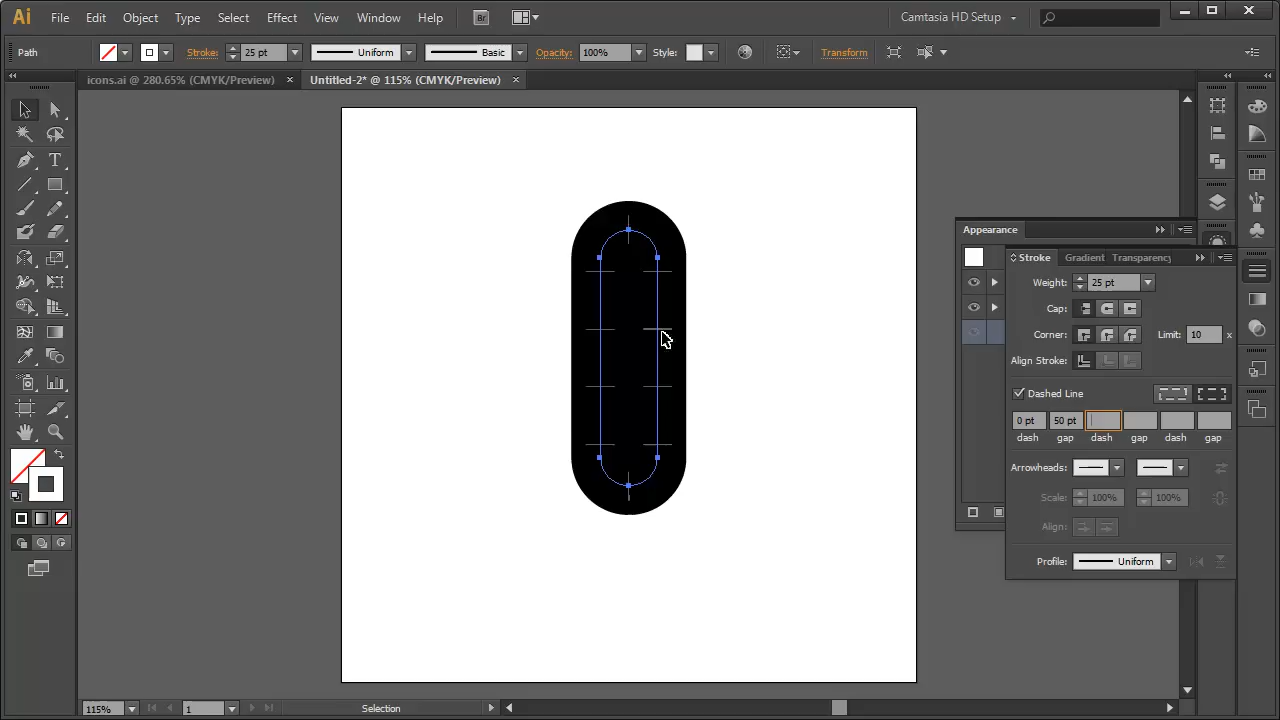 Ai File Edit Object Type Select Effect View Window Help Br Camtasia HD Setup
Path Stroke: 25 pt Uniform Basic Opacity: 100% Style: Transform
icons.ai @ 280.65% (CMYK/Preview) × Untitled-2* @ 115% (CMYK/Preview) ×
Appearance
Stroke Gradient Transparency
Weight: 25 pt
Cap:
Corner: Limit: 10 x
Align Stroke:
Dashed Line
0 pt 50 pt
dash gap dash gap dash gap
Arrowheads:
Scale: 100% 100%
Align:
Profile: Uniform
115% 1 Selection